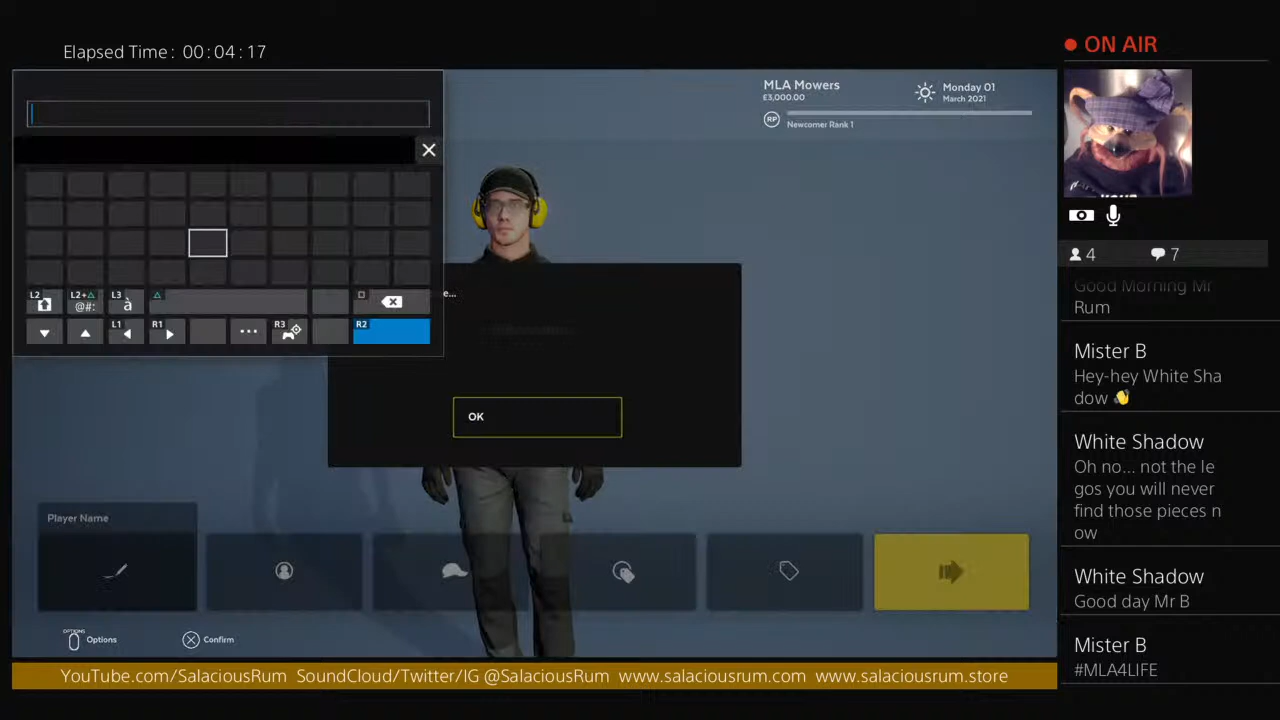 Elapsed Time: 00:04:17
ON AIR
MLA Mowers
£3,000.00
Monday 01
March 2021
RP
Newcomer Rank 1
4
7
L2
L2+△
@#:
L3
à
△
□
L1
R1
...
R3
R2
e...
OK
Player Name
OPTIONS
Options
Confirm
Good Morning Mr
Rum
Mister B
Hey-hey White Sha
dow 👋
White Shadow
Oh no... not the le
gos you will never
find those pieces n
ow
White Shadow
Good day Mr B
Mister B
#MLA4LIFE
YouTube.com/SalaciousRum SoundCloud/Twitter/IG @SalaciousRum www.salaciousrum.com www.salaciousrum.store